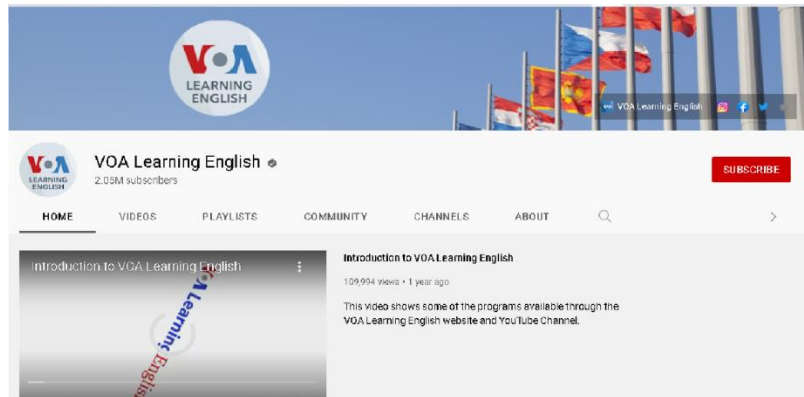 VOA
LEARNING
ENGLISH
VOA Learning English
VOA
LEARNING
ENGLISH
VOA Learning English
2.05M subscribers
SUBSCRIBE
HOME VIDEOS PLAYLISTS COMMUNITY CHANNELS ABOUT
Introduction to VOA Learning English
VOA Learning English
Introduction to VOA Learning English
109,994 views • 1 year ago
This video shows some of the programs available through the
VOA Learning English website and YouTube Channel.